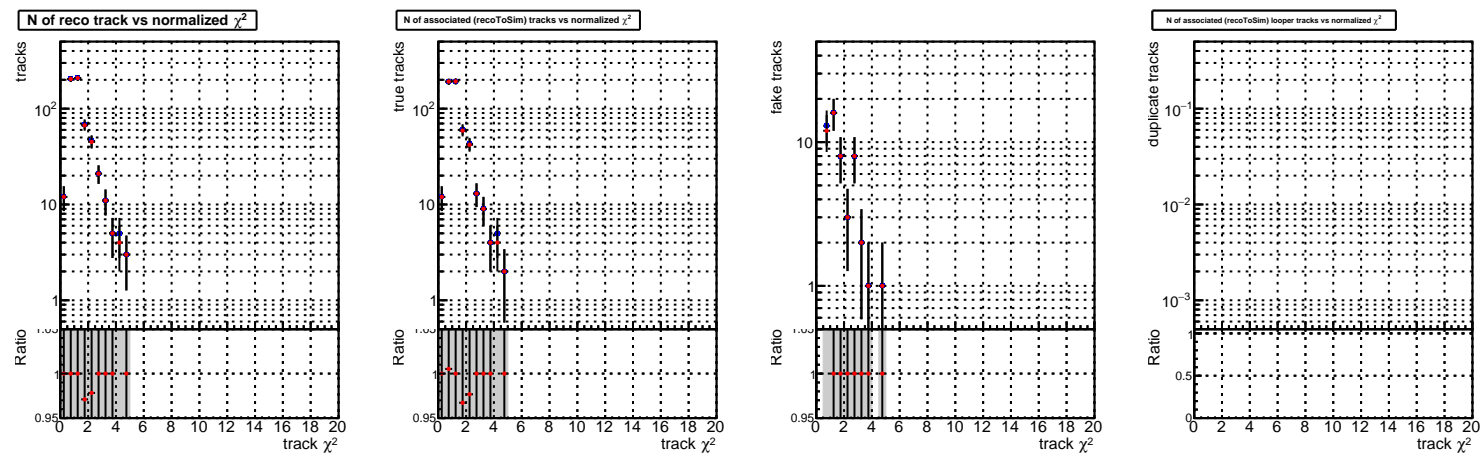 N of reco track vs normalized χ²
tracks
10²
10
1
Ratio
1.05
1
0.95
0 2 4 6 8 10 12 14 16 18 20
track χ²
N of associated (recoToSim) tracks vs normalized χ²
true tracks
10²
10
1
Ratio
1.05
1
0.95
0 2 4 6 8 10 12 14 16 18 20
track χ²
fake tracks
10
1
Ratio
1.05
1
0.95
0 2 4 6 8 10 12 14 16 18 20
track χ²
N of associated (recoToSim) looper tracks vs normalized χ²
duplicate tracks
10⁻¹
10⁻²
10⁻³
Ratio
1
0.5
0
0 2 4 6 8 10 12 14 16 18 20
track χ²